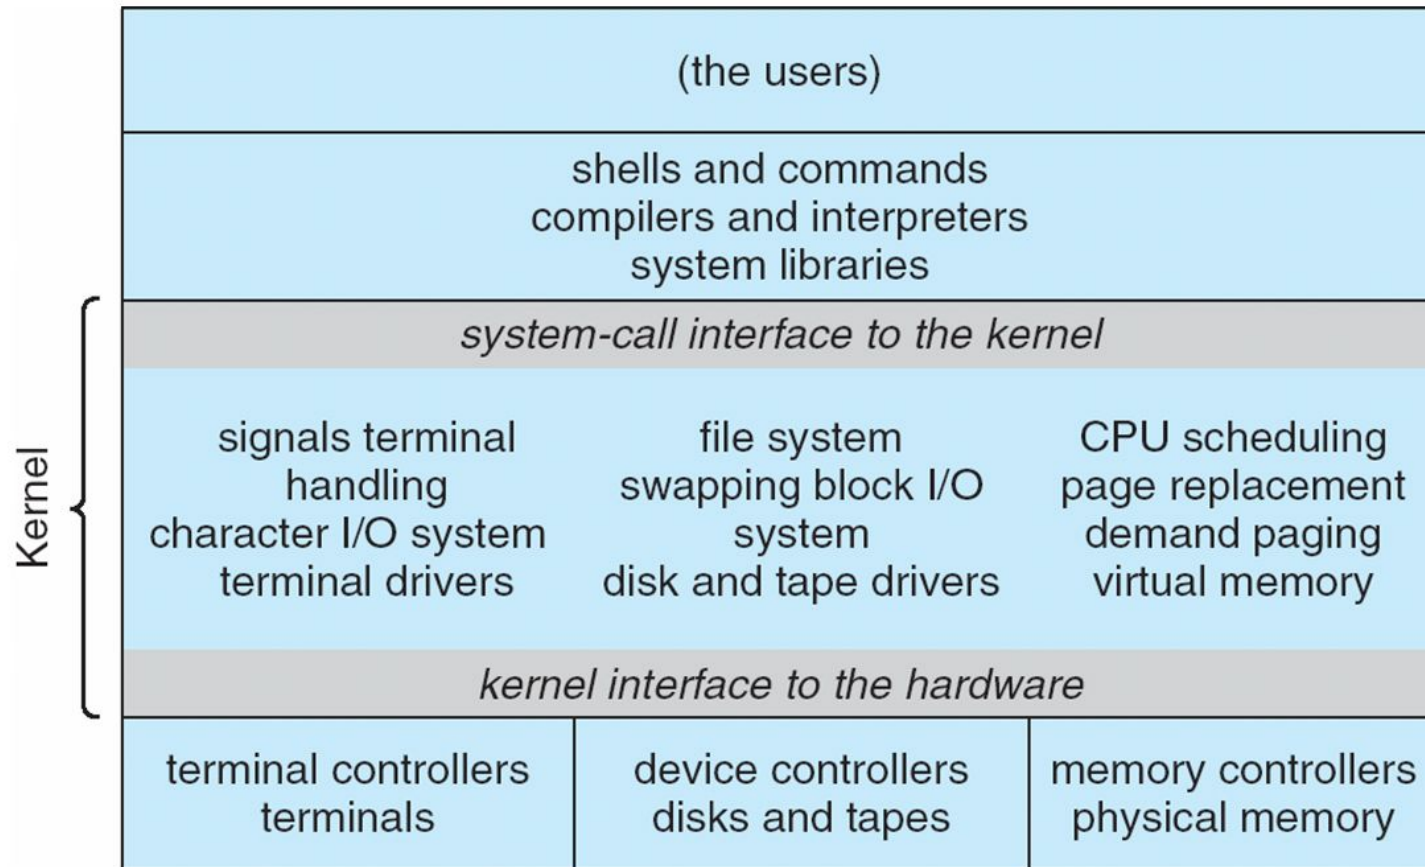 (the users)
shells and commands
compilers and interpreters
system libraries
Kernel
system-call interface to the kernel
signals terminal
handling
character I/O system
terminal drivers
file system
swapping block I/O
system
disk and tape drivers
CPU scheduling
page replacement
demand paging
virtual memory
kernel interface to the hardware
terminal controllers
terminals
device controllers
disks and tapes
memory controllers
physical memory